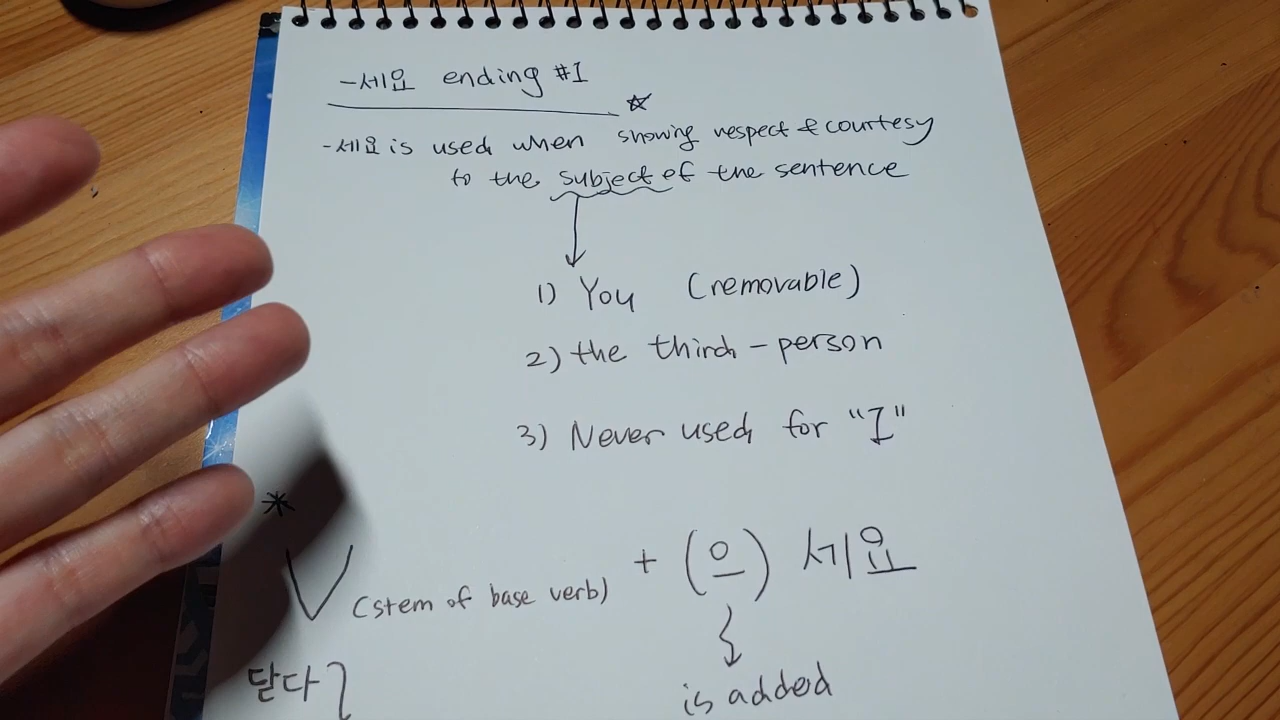 -세요 ending #1
☆
-세요 is used when showing respect & courtesy
to the subject of the sentence
1) You (removable)
2) the third-person
3) Never used for "I"
*
V (stem of base verb) + (으) 세요
is added
닫다